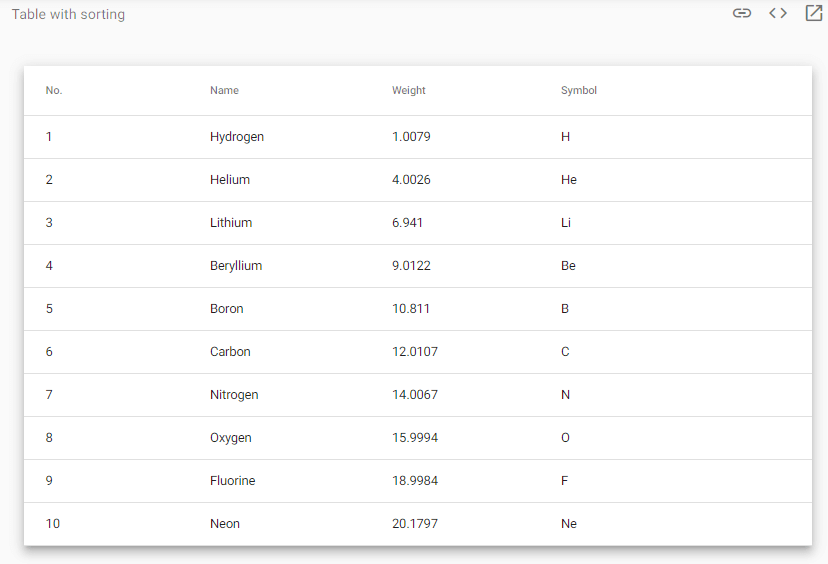 Table with sorting
No. Name Weight Symbol
1 Hydrogen 1.0079 H
2 Helium 4.0026 He
3 Lithium 6.941 Li
4 Beryllium 9.0122 Be
5 Boron 10.811 B
6 Carbon 12.0107 C
7 Nitrogen 14.0067 N
8 Oxygen 15.9994 O
9 Fluorine 18.9984 F
10 Neon 20.1797 Ne